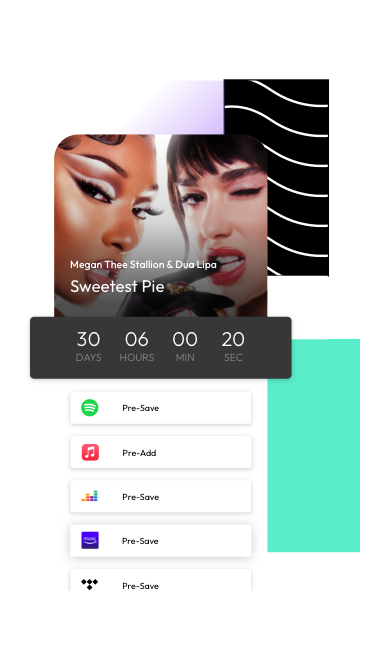 Megan Thee Stallion & Dua Lipa
Sweetest Pie
30 06 00 20
DAYS HOURS MIN SEC
Pre-Save
Pre-Add
Pre-Save
music
Pre-Save
Pre-Save